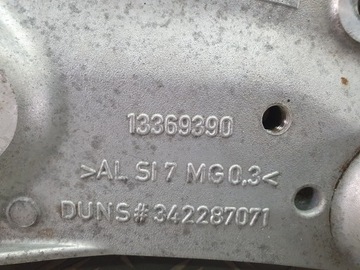 13369390
>AL SI 7 MG0,3<
DUNS#342287071